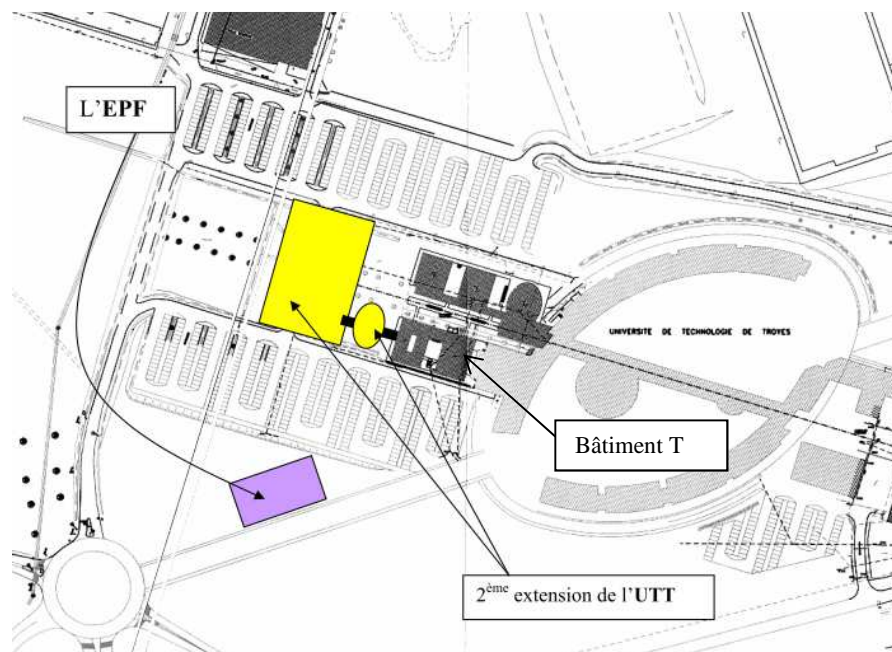 L'EPF
UNIVERSITE DE TECHNOLOGIE DE TROYES
Bâtiment T
2ème extension de l'UTT